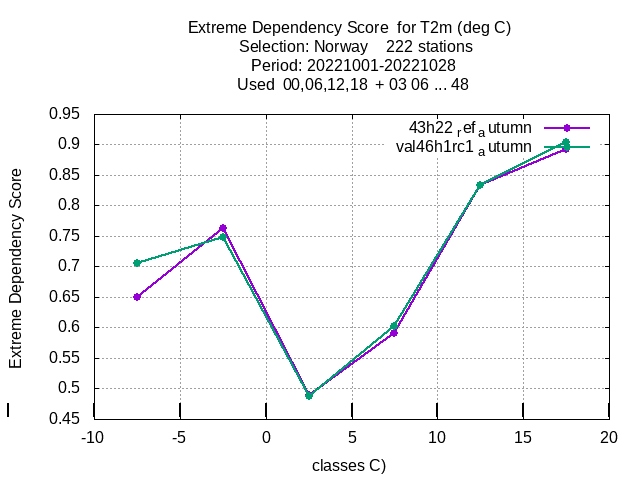 Extreme Dependency Score for T2m (deg C)
Selection: Norway 222 stations
Period: 20221001-20221028
Used 00,06,12,18 + 03 06 ... 48
0.95
0.9
0.85
0.8
0.75
0.7
0.65
0.6
0.55
0.5
0.45
Extreme Dependency Score
43h22 ref a utumn
val46h1rc1 a utumn
-10
-5
0
5
10
15
20
classes C)